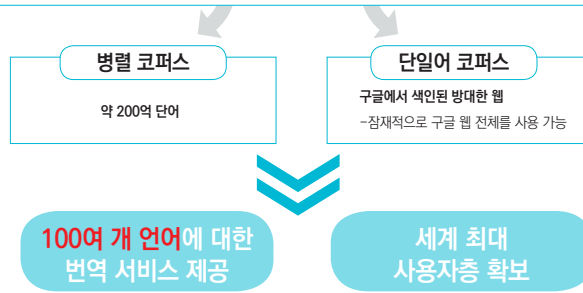 병렬 코퍼스
약 200억 단어
단일어 코퍼스
구글에서 색인된 방대한 웹
-잠재적으로 구글 웹 전체를 사용 가능
100여 개 언어에 대한
번역 서비스 제공
세계 최대
사용자층 확보